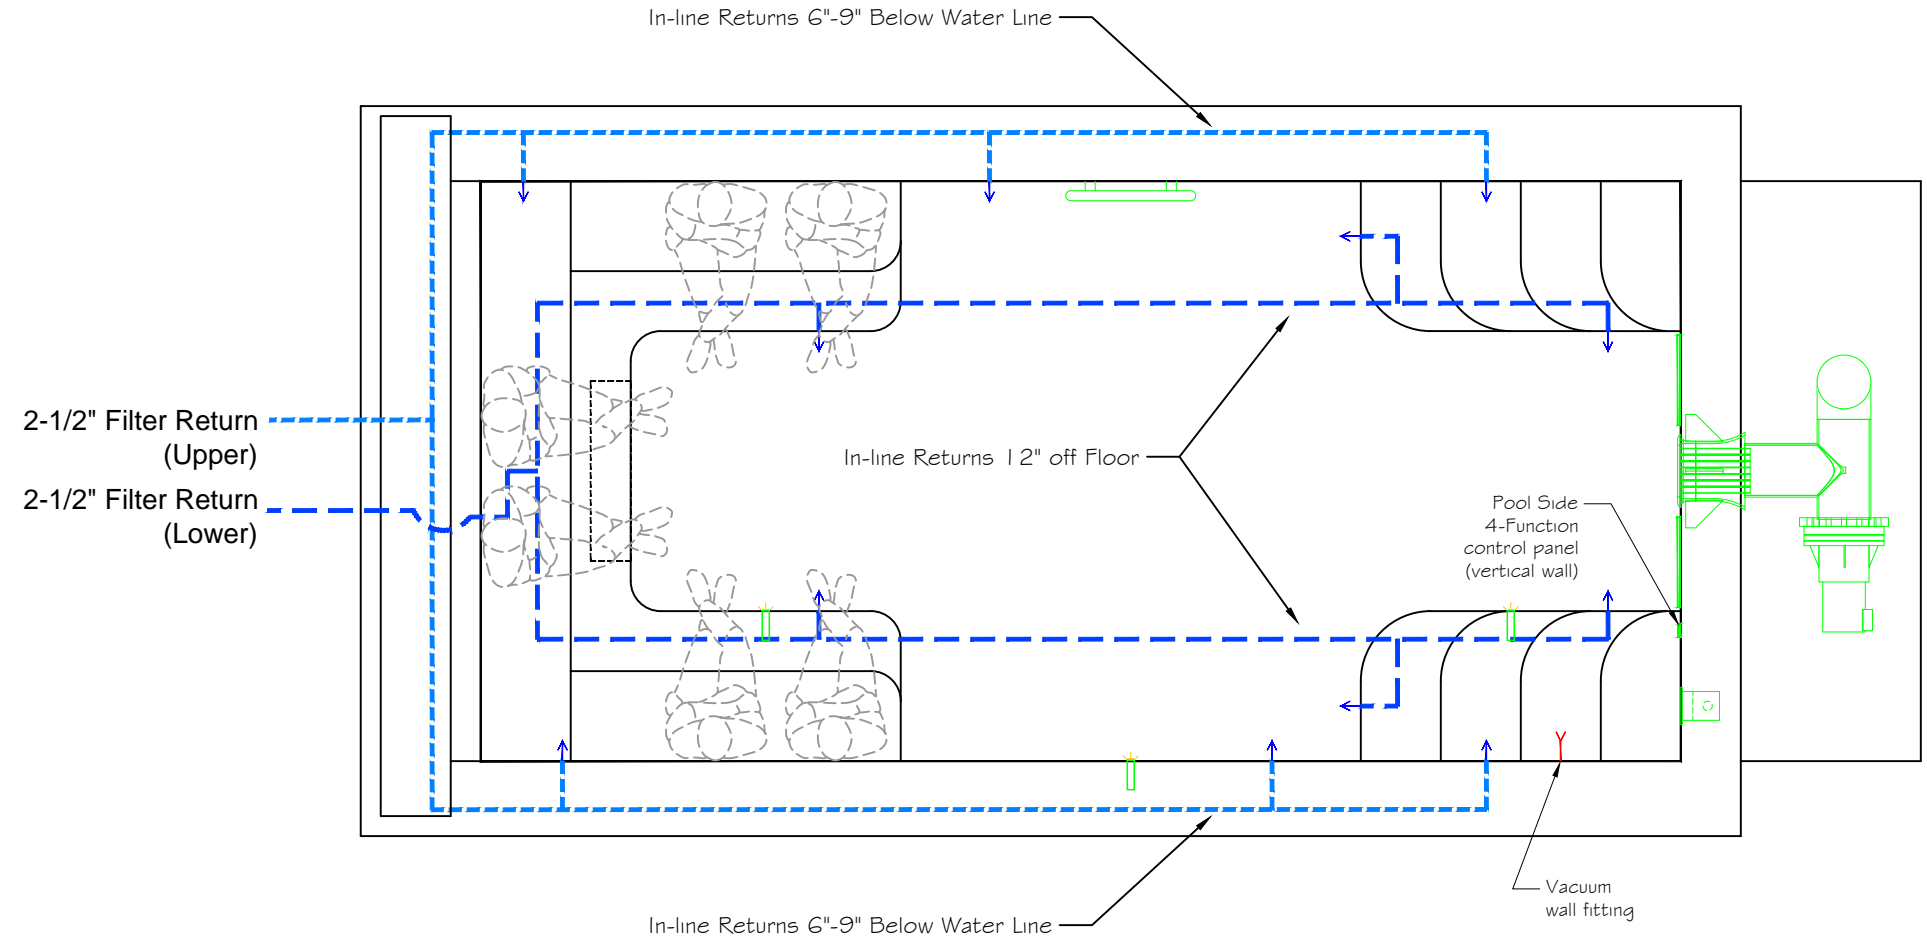 In-line Returns 6"-9" Below Water Line
2-1/2" Filter Return
(Upper)
2-1/2" Filter Return
(Lower)
In-line Returns 12" off Floor
Pool Side
4-Function
control panel
(vertical wall)
Vacuum
wall fitting
In-line Returns 6"-9" Below Water Line